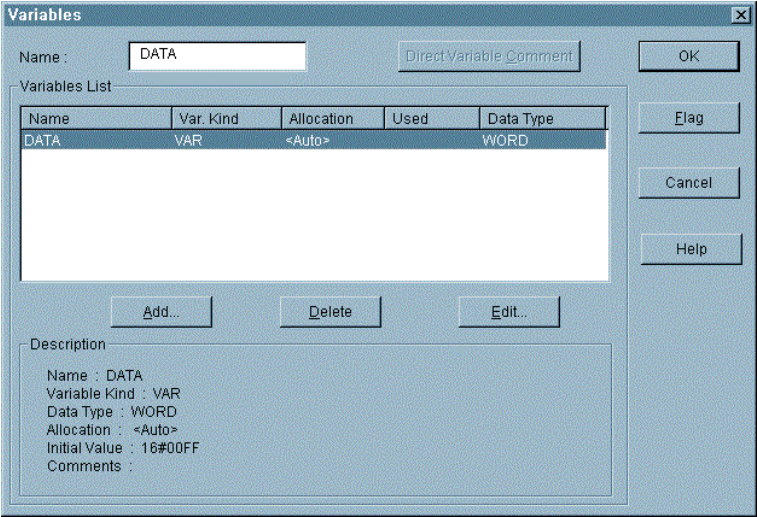 Variables
Name :
DATA
Direct Variable Comment
OK
Variables List
Name Var. Kind Allocation Used Data Type
DATA VAR <Auto> WORD
Flag
Cancel
Help
Add... Delete Edit...
Description
Name : DATA
Variable Kind : VAR
Data Type : WORD
Allocation : <Auto>
Initial Value : 16#00FF
Comments :